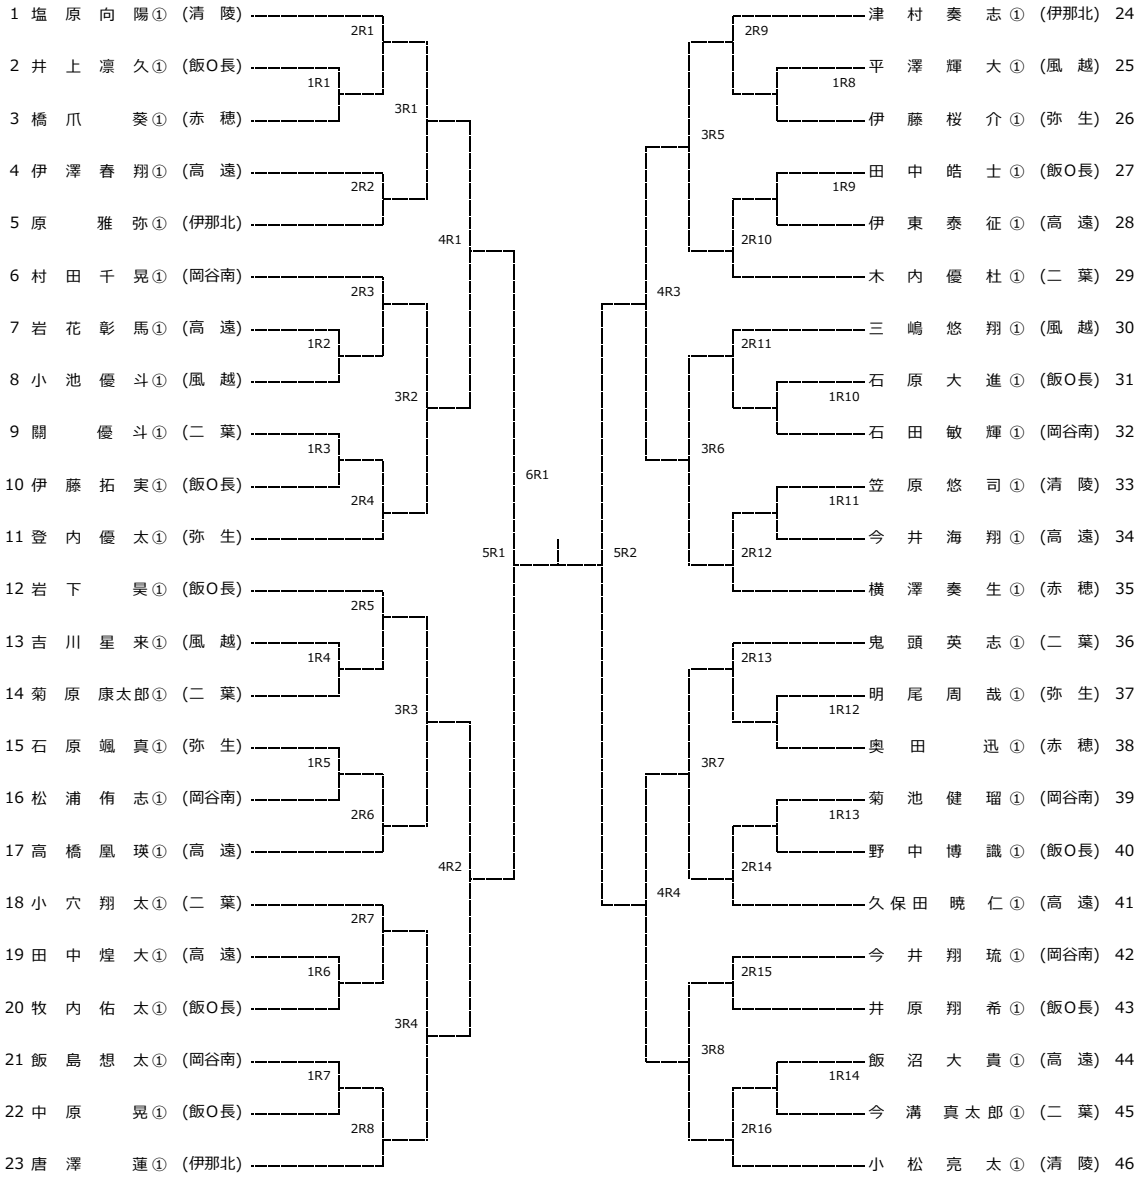 1 塩原向陽① (清陵)
2R1
2 井上凛久① (飯O長)
1R1
3 橋爪葵① (赤穂)
3R1
4 伊澤春翔① (高遠)
2R2
5 原雅弥① (伊那北)
4R1
6 村田千晃① (岡谷南)
2R3
7 岩花彰馬① (高遠)
1R2
8 小池優斗① (風越)
3R2
9 關優斗① (二葉)
1R3
10 伊藤拓実① (飯O長)
2R4
11 登内優太① (弥生)
5R1
12 岩下昊① (飯O長)
2R5
13 吉川星来① (風越)
1R4
14 菊原康太郎① (二葉)
3R3
15 石原颯真① (弥生)
1R5
16 松浦侑志① (岡谷南)
2R6
17 高橋凰瑛① (高遠)
4R2
18 小穴翔太① (二葉)
2R7
19 田中煌大① (高遠)
1R6
20 牧内佑太① (飯O長)
3R4
21 飯島想太① (岡谷南)
1R7
22 中原晃① (飯O長)
2R8
23 唐澤蓮① (伊那北)
6R1
津村奏志① (伊那北) 24
2R9
平澤輝大① (風越) 25
1R8
伊藤桜介① (弥生) 26
3R5
田中皓士① (飯O長) 27
1R9
伊東泰征① (高遠) 28
2R10
木内優杜① (二葉) 29
4R3
三嶋悠翔① (風越) 30
2R11
石原大進① (飯O長) 31
1R10
石田敏輝① (岡谷南) 32
3R6
笠原悠司① (清陵) 33
1R11
今井海翔① (高遠) 34
2R12
横澤奏生① (赤穂) 35
5R2
鬼頭英志① (二葉) 36
2R13
明尾周哉① (弥生) 37
1R12
奥田迅① (赤穂) 38
3R7
菊池健瑠① (岡谷南) 39
1R13
野中博識① (飯O長) 40
2R14
久保田暁仁① (高遠) 41
4R4
今井翔琉① (岡谷南) 42
2R15
井原翔希① (飯O長) 43
3R8
飯沼大貴① (高遠) 44
1R14
今溝真太郎① (二葉) 45
2R16
小松亮太① (清陵) 46